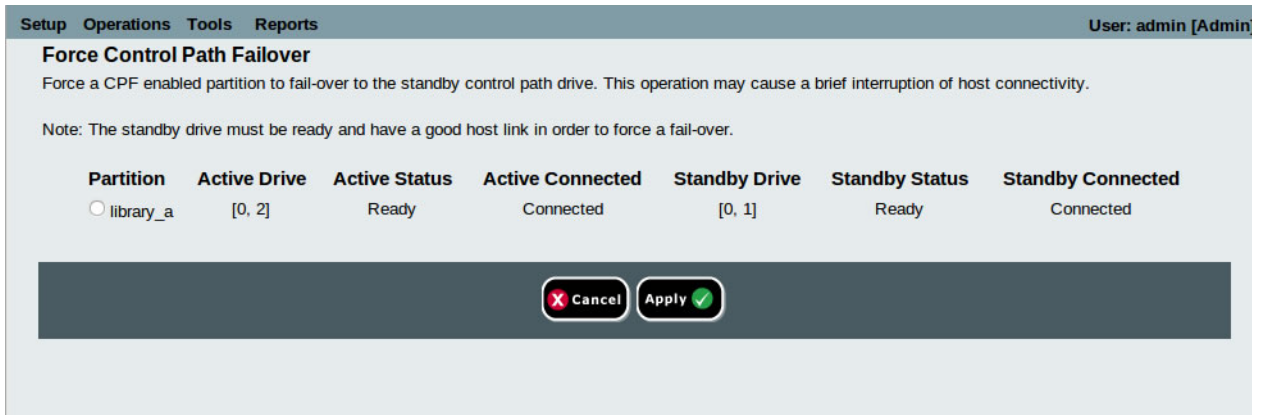 Setup Operations Tools Reports User: admin [Admin]
Force Control Path Failover
Force a CPF enabled partition to fail-over to the standby control path drive. This operation may cause a brief interruption of host connectivity.
Note: The standby drive must be ready and have a good host link in order to force a fail-over.
Partition Active Drive Active Status Active Connected Standby Drive Standby Status Standby Connected
library_a [0, 2] Ready Connected [0, 1] Ready Connected
X Cancel Apply